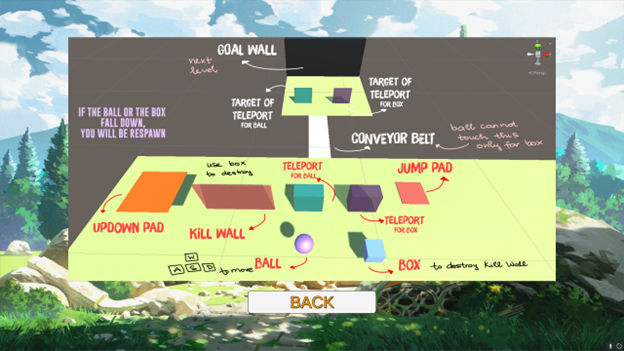 GOAL WALL
next
level
TARGET OF
TELEPORT
FOR BALL
TARGET OF
TELEPORT
FOR BOX
IF THE BALL OR THE BOX
FALL DOWN,
YOU WILL BE RESPAWN
CONVEYOR BELT
ball cannot
touch this
only for box
use box
to destroy
TELEPORT
FOR BALL
JUMP PAD
UPDOWN PAD
KILL WALL
TELEPORT
FOR BOX
W
A S D to move
BALL
BOX to destroy Kill Wall
BACK